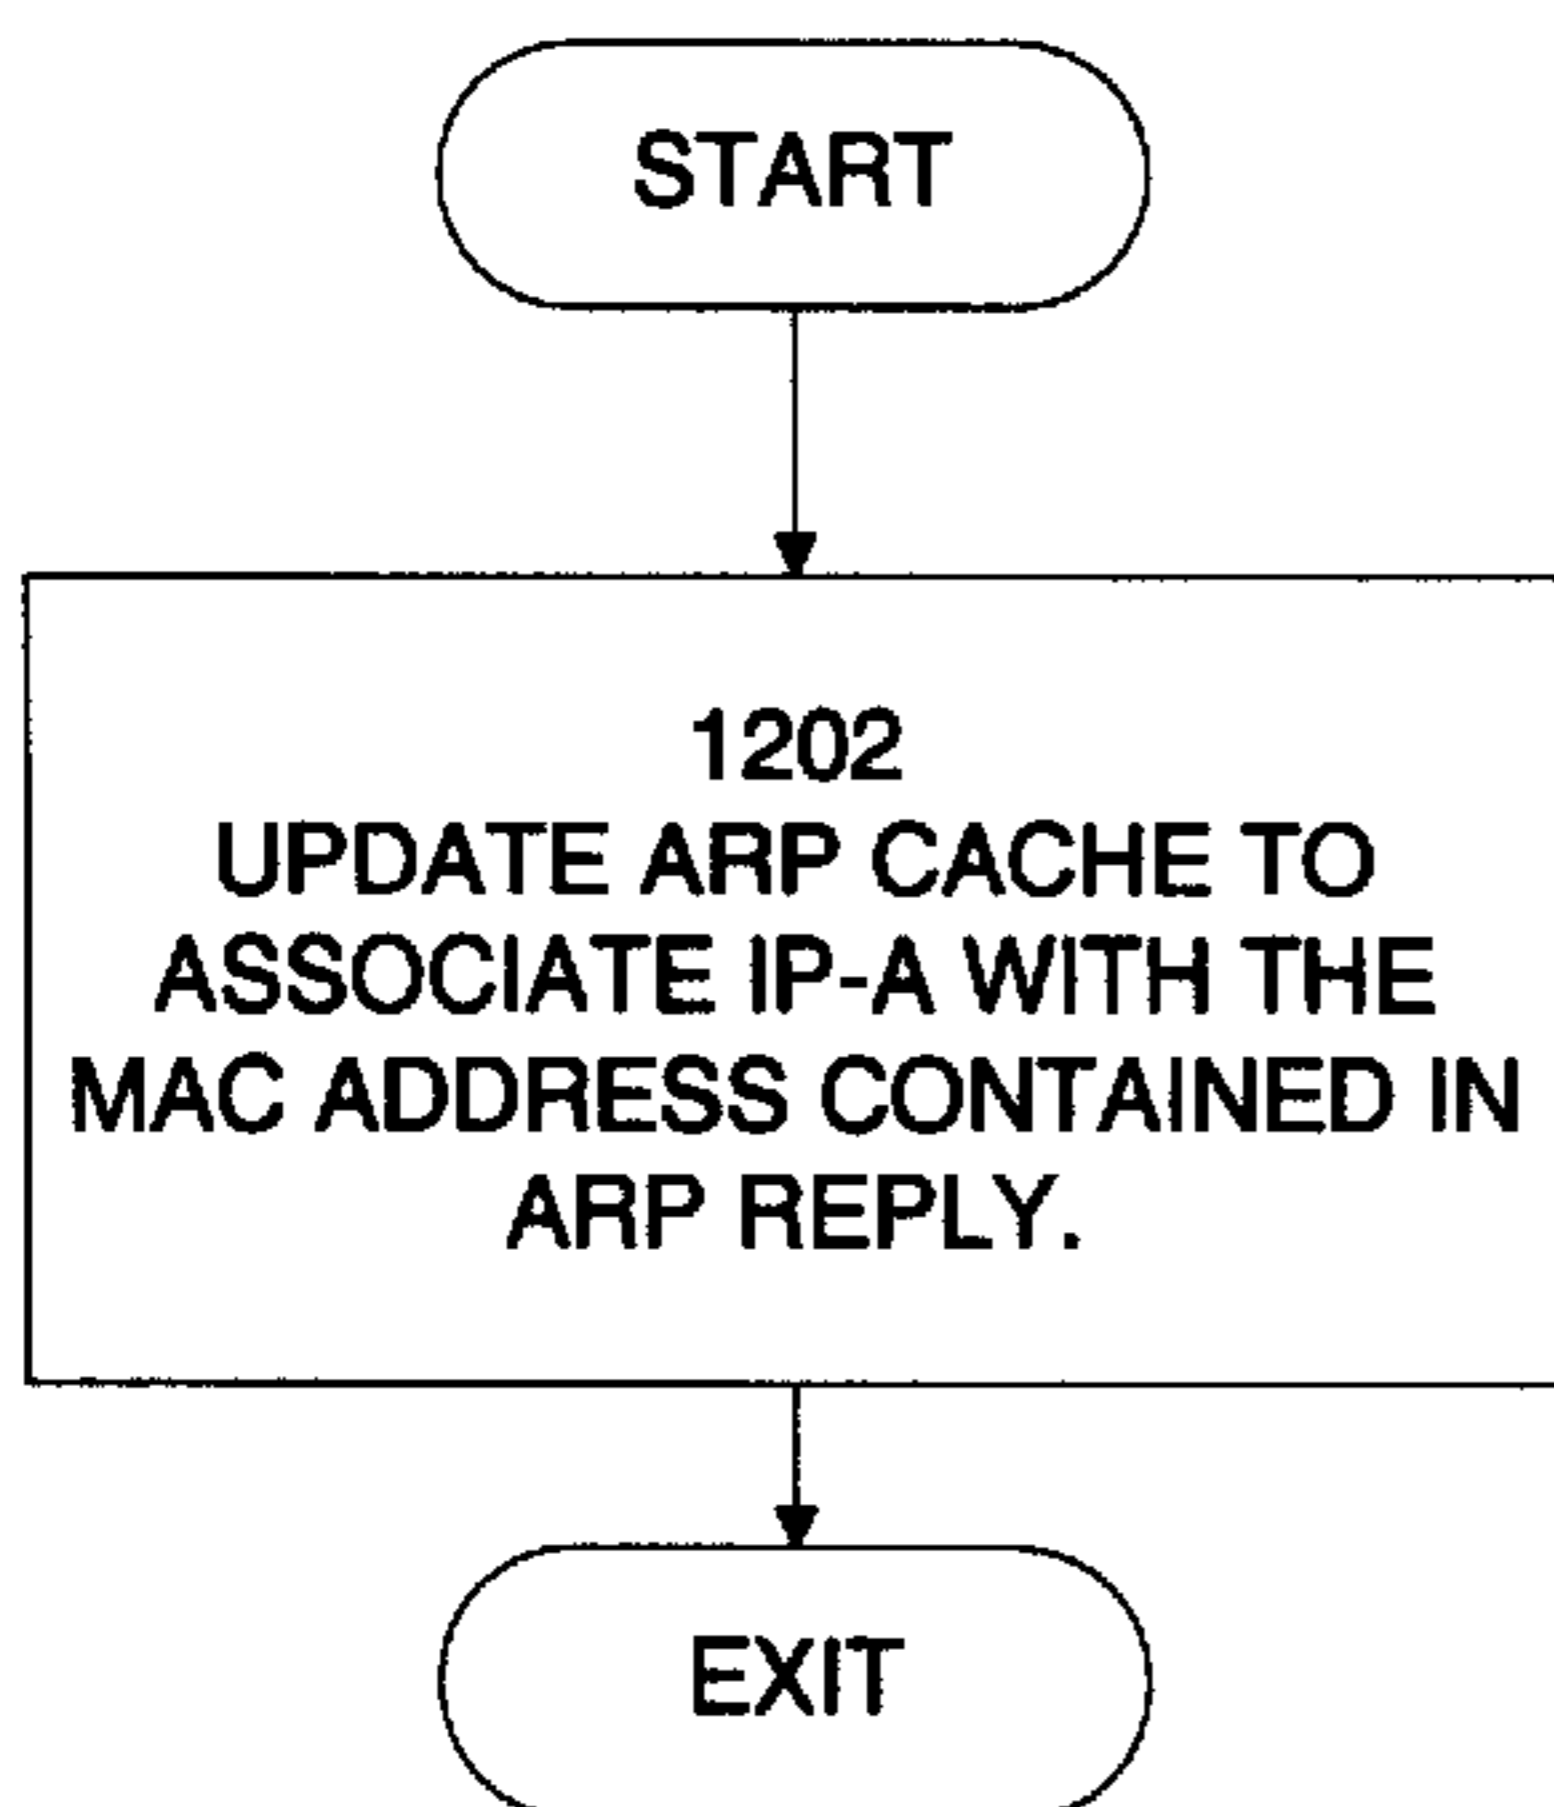 START
1202
UPDATE ARP CACHE TO
ASSOCIATE IP-A WITH THE
MAC ADDRESS CONTAINED IN
ARP REPLY.
EXIT